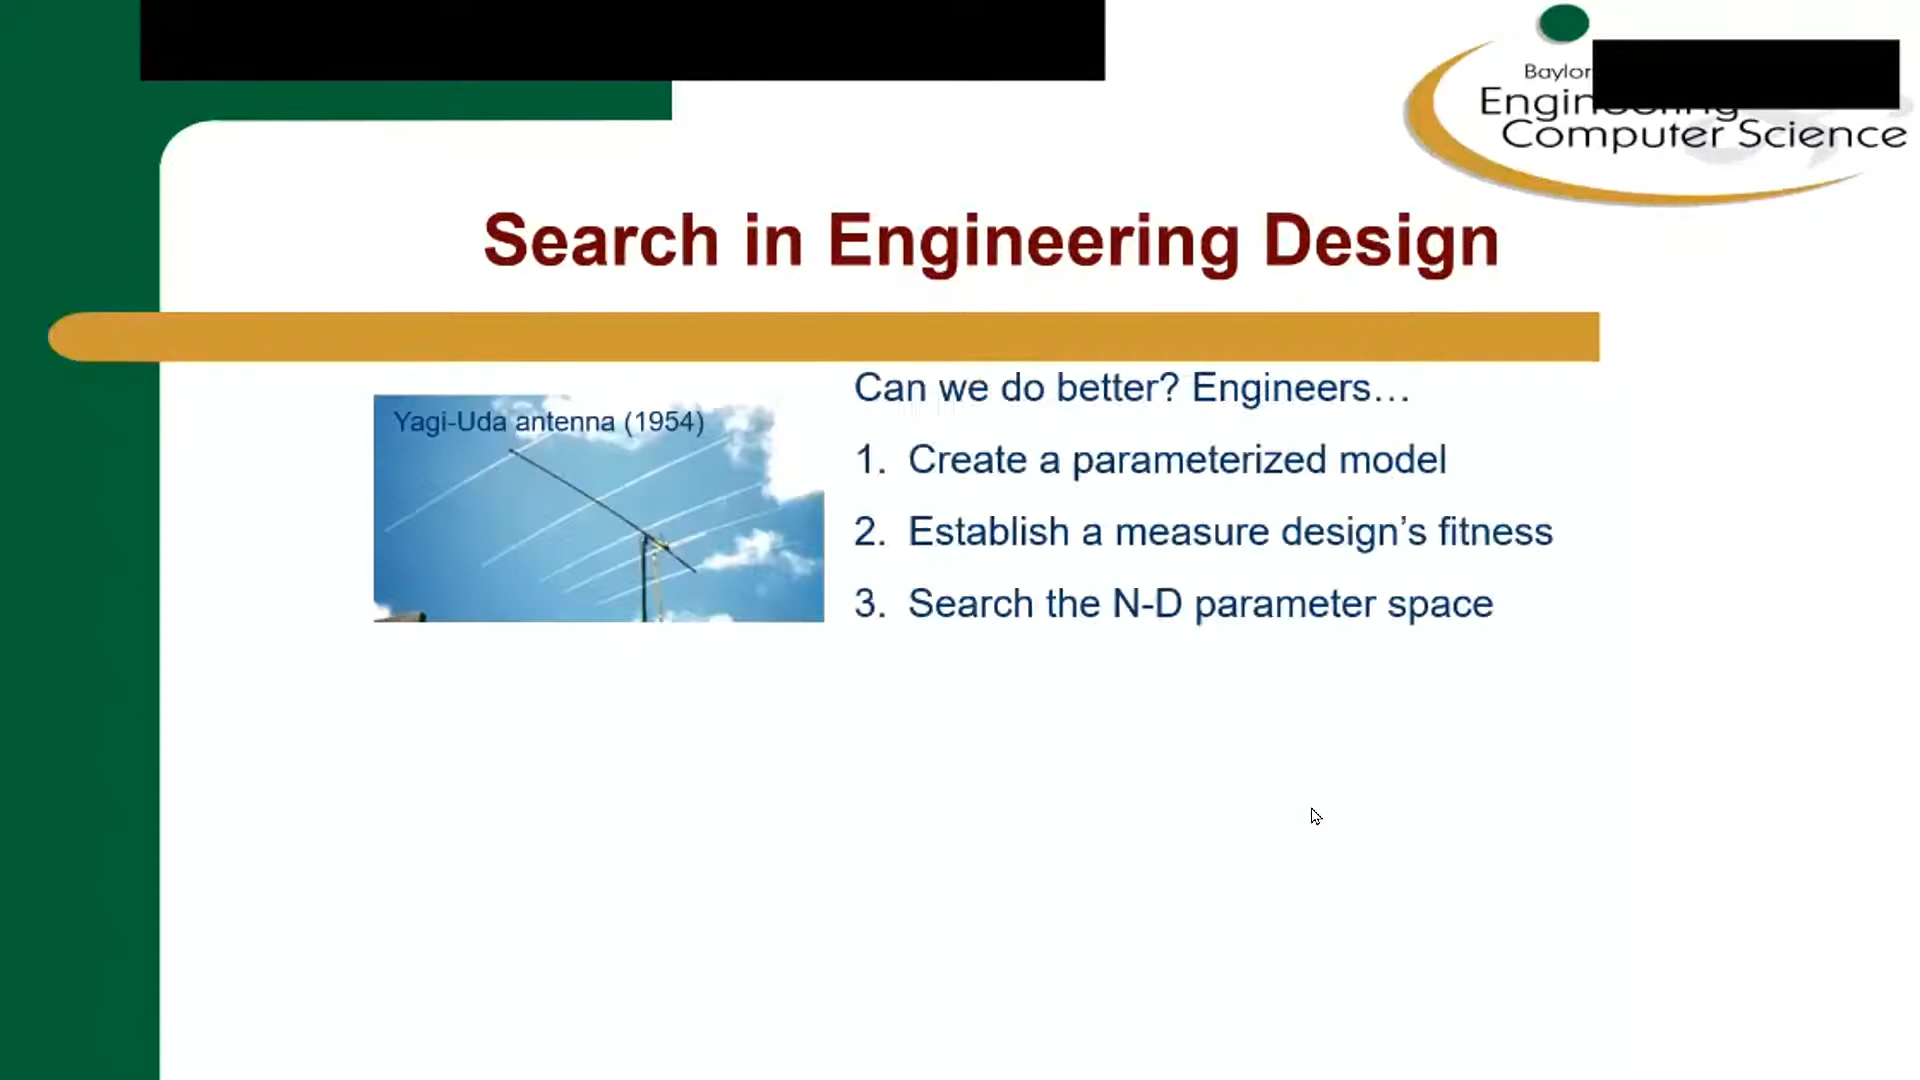 Baylor
Computer Science
Search in Engineering Design
Yagi-Uda antenna (1954)
Can we do better? Engineers…
1. Create a parameterized model
2. Establish a measure design’s fitness
3. Search the N-D parameter space